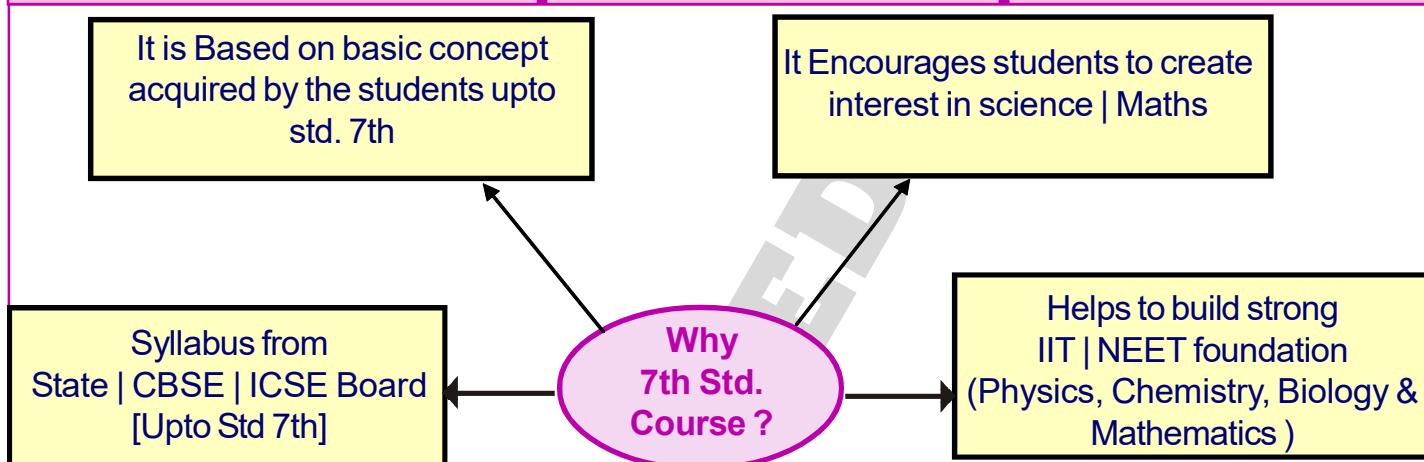 It is Based on basic concept
acquired by the students upto
std. 7th
It Encourages students to create
interest in science | Maths
Syllabus from
State | CBSE | ICSE Board
[Upto Std 7th]
Why
7th Std.
Course ?
Helps to build strong
IIT | NEET foundation
(Physics, Chemistry, Biology &
Mathematics )